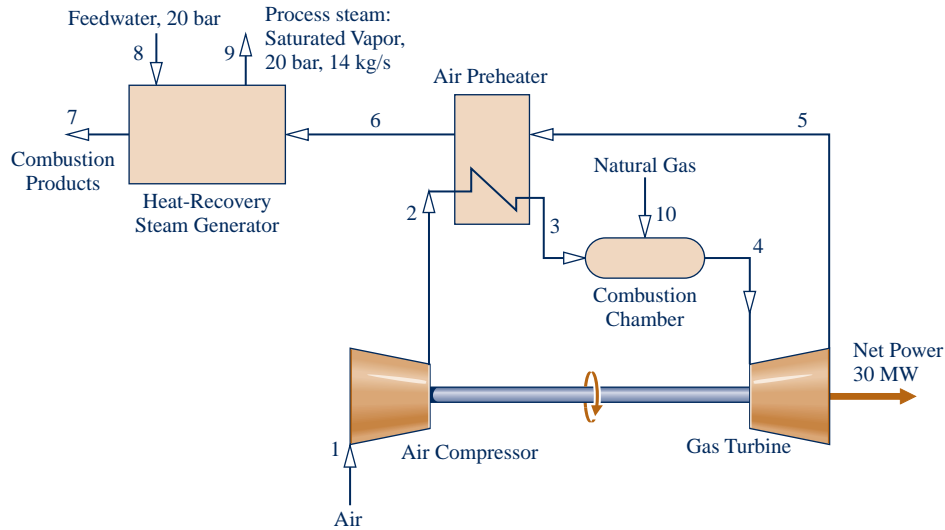 Feedwater, 20 bar
8
9
Process steam:
Saturated Vapor,
20 bar, 14 kg/s
Air Preheater
7
6
5
Combustion
Products
Heat-Recovery
Steam Generator
Natural Gas
2
3
10
4
Combustion
Chamber
Net Power
30 MW
1
Air Compressor
Gas Turbine
Air